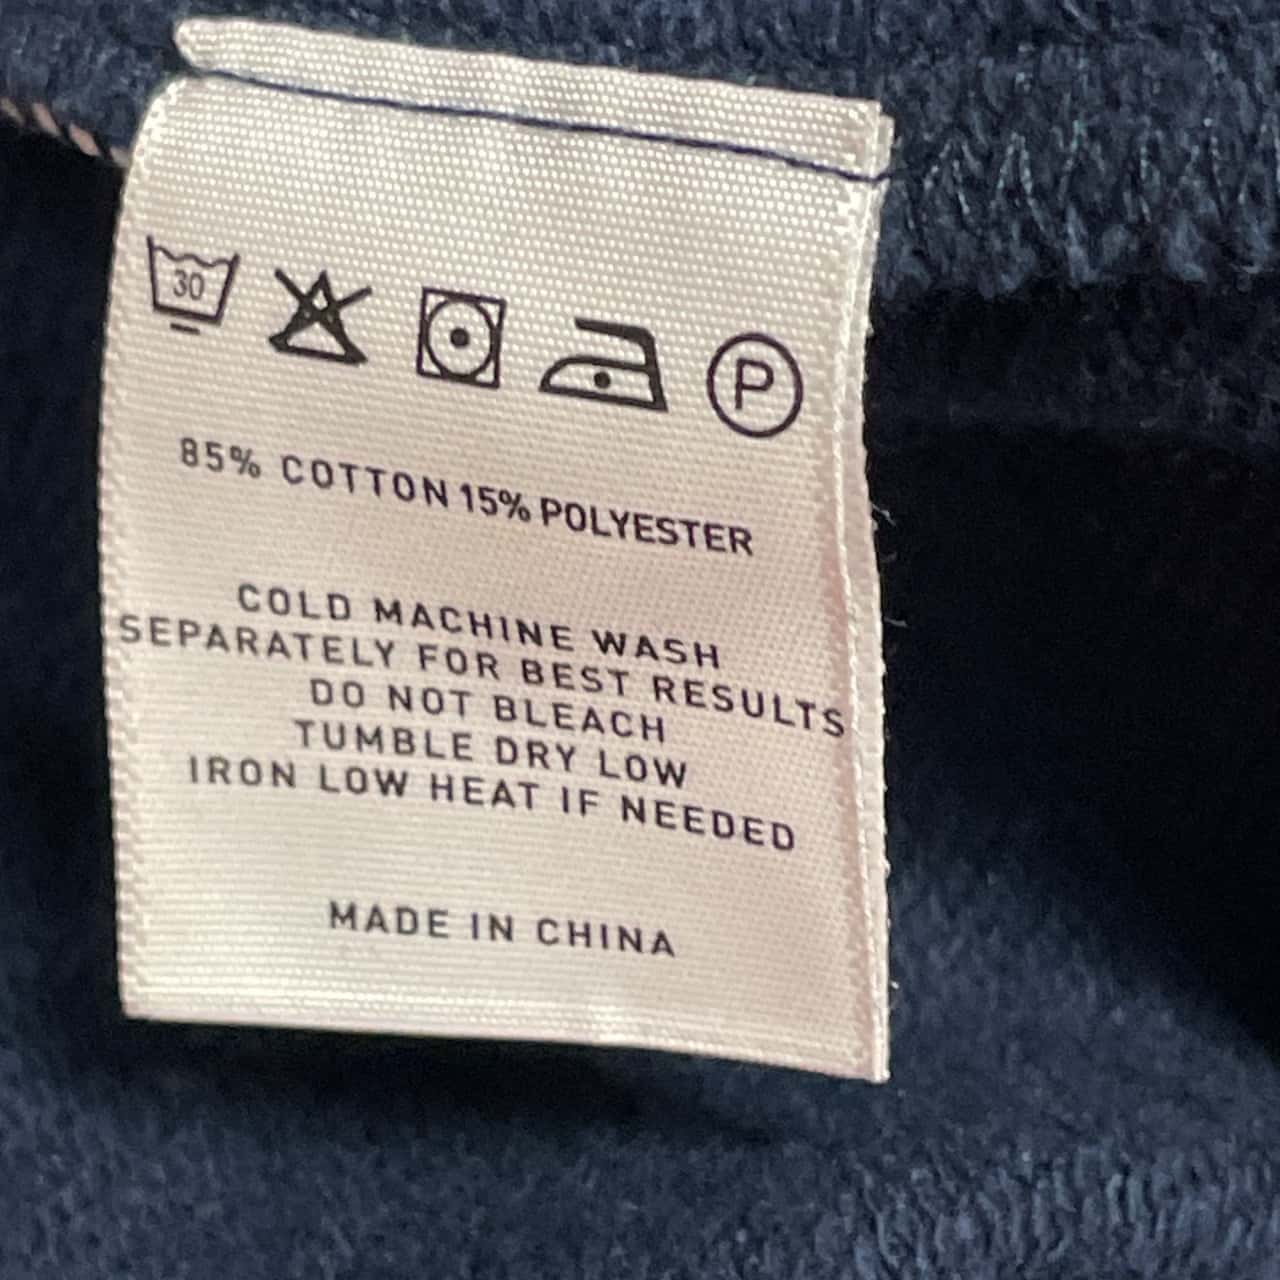 30
P
85% COTTON 15% POLYESTER
COLD MACHINE WASH
SEPARATELY FOR BEST RESULTS
DO NOT BLEACH
TUMBLE DRY LOW
IRON LOW HEAT IF NEEDED
MADE IN CHINA